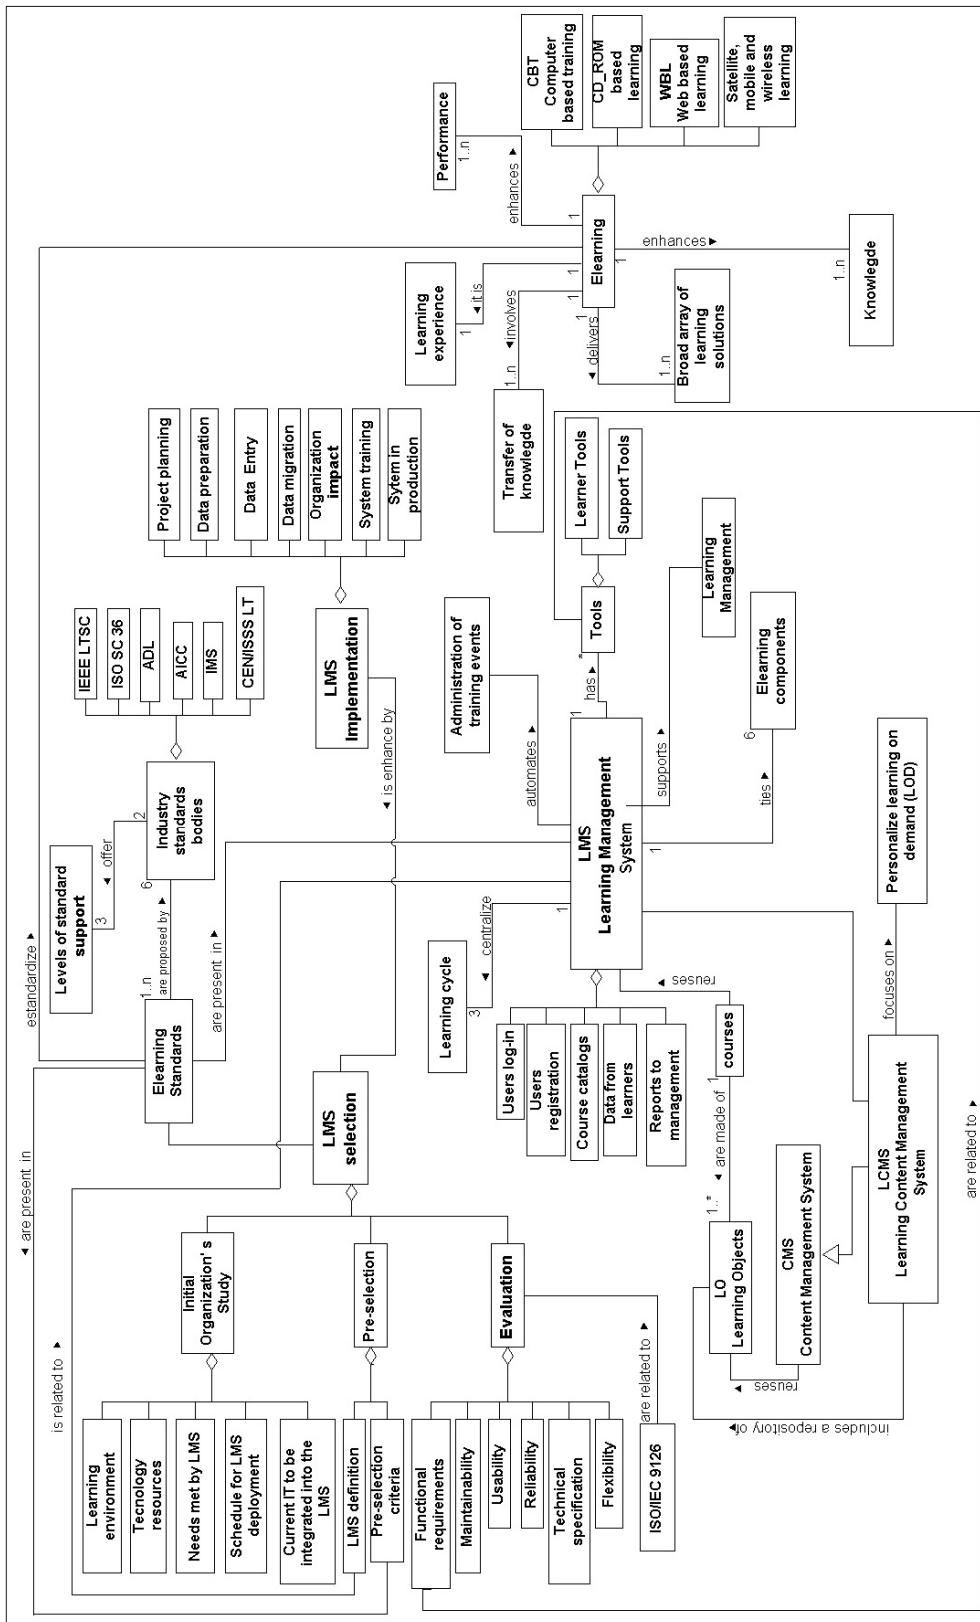 ◄ are present in
estandardize ►
is related to ►
Levels of standard
support
3
◄ offer
2
IEEE LTSC
ISO SC 36
ADL
AICC
IMS
CEN/ISSS LT
Industry
standards
bodies
6
are proposed by ►
1..n
Elearning
Standards
are present in ►
Learning
environment
Tecnology
resources
Needs met by LMS
Schedule for LMS
deployment
Current IT to be
integrated into the
LMS
Initial
Organization' s
Study
LMS
selection
LMS definition
Pre-selection
criteria
Pre-selection
Functional
requirements
Maintainability
Usability
Reliability
Technical
specification
Flexibility
Evaluation
ISO/IEC 9126
are related to ►
◄ is enhance by
LMS
Implementation
Project planning
Data preparation
Data Entry
Data migration
Organization
impact
System training
Sytem in
production
Learning cycle
3
◄ centralize
1
Administration of
training events
automates ►
LMS
Learning Management
System
Users log-in
Users
registration
Course catalogs
Data from
learners
Reports to
management
1
has ►
*
Tools
Learner Tools
Support Tools
supports ►
Learning
Management
1
ties ►
6
Elearning
components
reuses
courses
1
◄ are made of
1..*
LO
Learning Objects
CMS
Content Management System
reuses
includes a repository of
LCMS
Learning Content Management
System
focuses on ►
Personalize learning on
demand (LOD)
are related to ►
Learning
experience
1
◄ it is
1
Performance
1..n
enhances ►
1
Transfer of
knowlegde
1..n
◄ involves
1
Elearning
CBT
Computer
based training
CD_ROM
based
learning
WBL
Web based
learning
Satellite,
mobile and
wireless
learning
1
◄ delivers
1..n
Broad array of
learning
solutions
1
enhances ►
1..n
Knowlegde